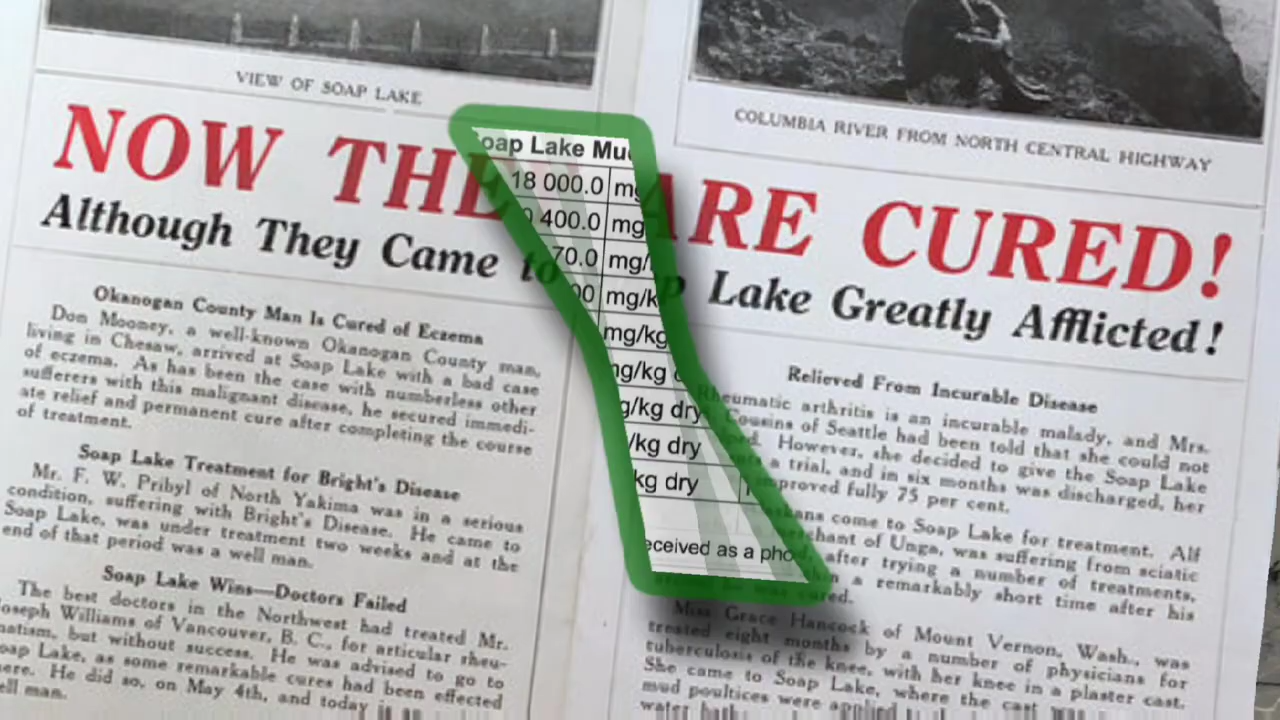 VIEW OF SOAP LAKE
COLUMBIA RIVER FROM NORTH CENTRAL HIGHWAY
NOW THE ARE CURED!
Although They Came to Lake Greatly Afflicted!
Okanogan County Man Is Cured of Eczema
Don Mooney, a well-known Okanogan County man,
living in Chesaw, arrived at Soap Lake with a bad case
of eczema. As has been the case with numberless other
sufferers with this malignant disease, he secured immedi-
ate relief and permanent cure after completing the course
of treatment.
Soap Lake Treatment for Bright's Disease
Mr. F. W. Pribyl of North Yakima was in a serious
condition, suffering with Bright's Disease. He came to
Soap Lake, was under treatment two weeks and at the
end of that period was a well man.
Soap Lake Wins—Doctors Failed
The best doctors in the Northwest had treated Mr.
Joseph Williams of Vancouver, B. C., for articular rheu-
matism, but without success. He was advised to go to
Soap Lake, as some remarkable cures had been effected
here. He did so, on May 4th, and today is
ell man.
oap Lake Mu
18 000.0 mg
0 400.0 mg
70.0 mg/
00 mg/k
mg/kg
g/kg
g/kg dry
/kg dry
kg dry
eceived as a pho
Relieved From Incurable Disease
Rheumatic arthritis is an incurable malady, and Mrs.
Cousins of Seattle had been told that she could not
However, she decided to give the Soap Lake
a trial, and in six months was discharged, her
improved fully 75 per cent.
come to Soap Lake for treatment. Alf
merchant of Unga, was suffering from sciatic
after trying a number of treatments,
a remarkably short time after his
was cured.
Miss Grace Hancock of Mount Vernon, Wash., was
treated eight months by a number of physicians for
tuberculosis of the knee, with her knee in a plaster cast.
She came to Soap Lake, where the cast was
mud poultices were applied
water